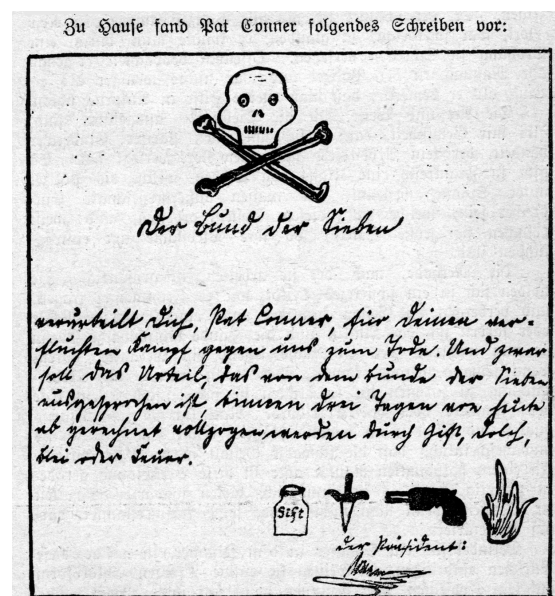 Zu Hause fand Pat Conner folgendes Schreiben vor:
Der Bund der Sieben
verurteilt Dich, Pat Conner, für Deinen ver-
fluchten Kampf gegen uns zum Tode. Und zwar
soll das Urteil, das von dem Bunde der Sieben
ausgesprochen ist, binnen drei Tagen von heute
ab gerechnet vollzogen werden durch Gift, Dolch,
Blei oder Feuer.
Gift
der Präsident: